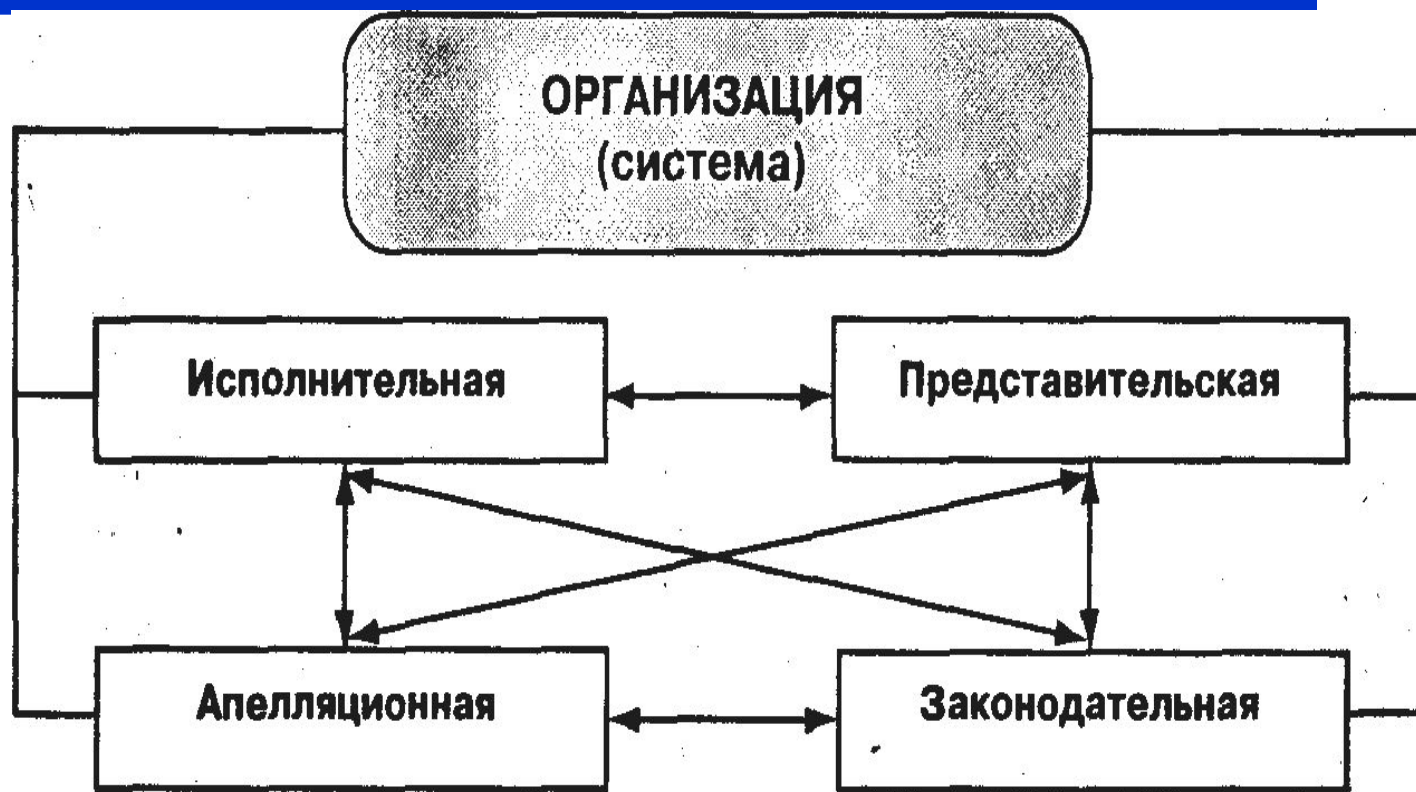 ОРГАНИЗАЦИЯ
(система)
Исполнительная
Представительская
Апелляционная
Законодательная